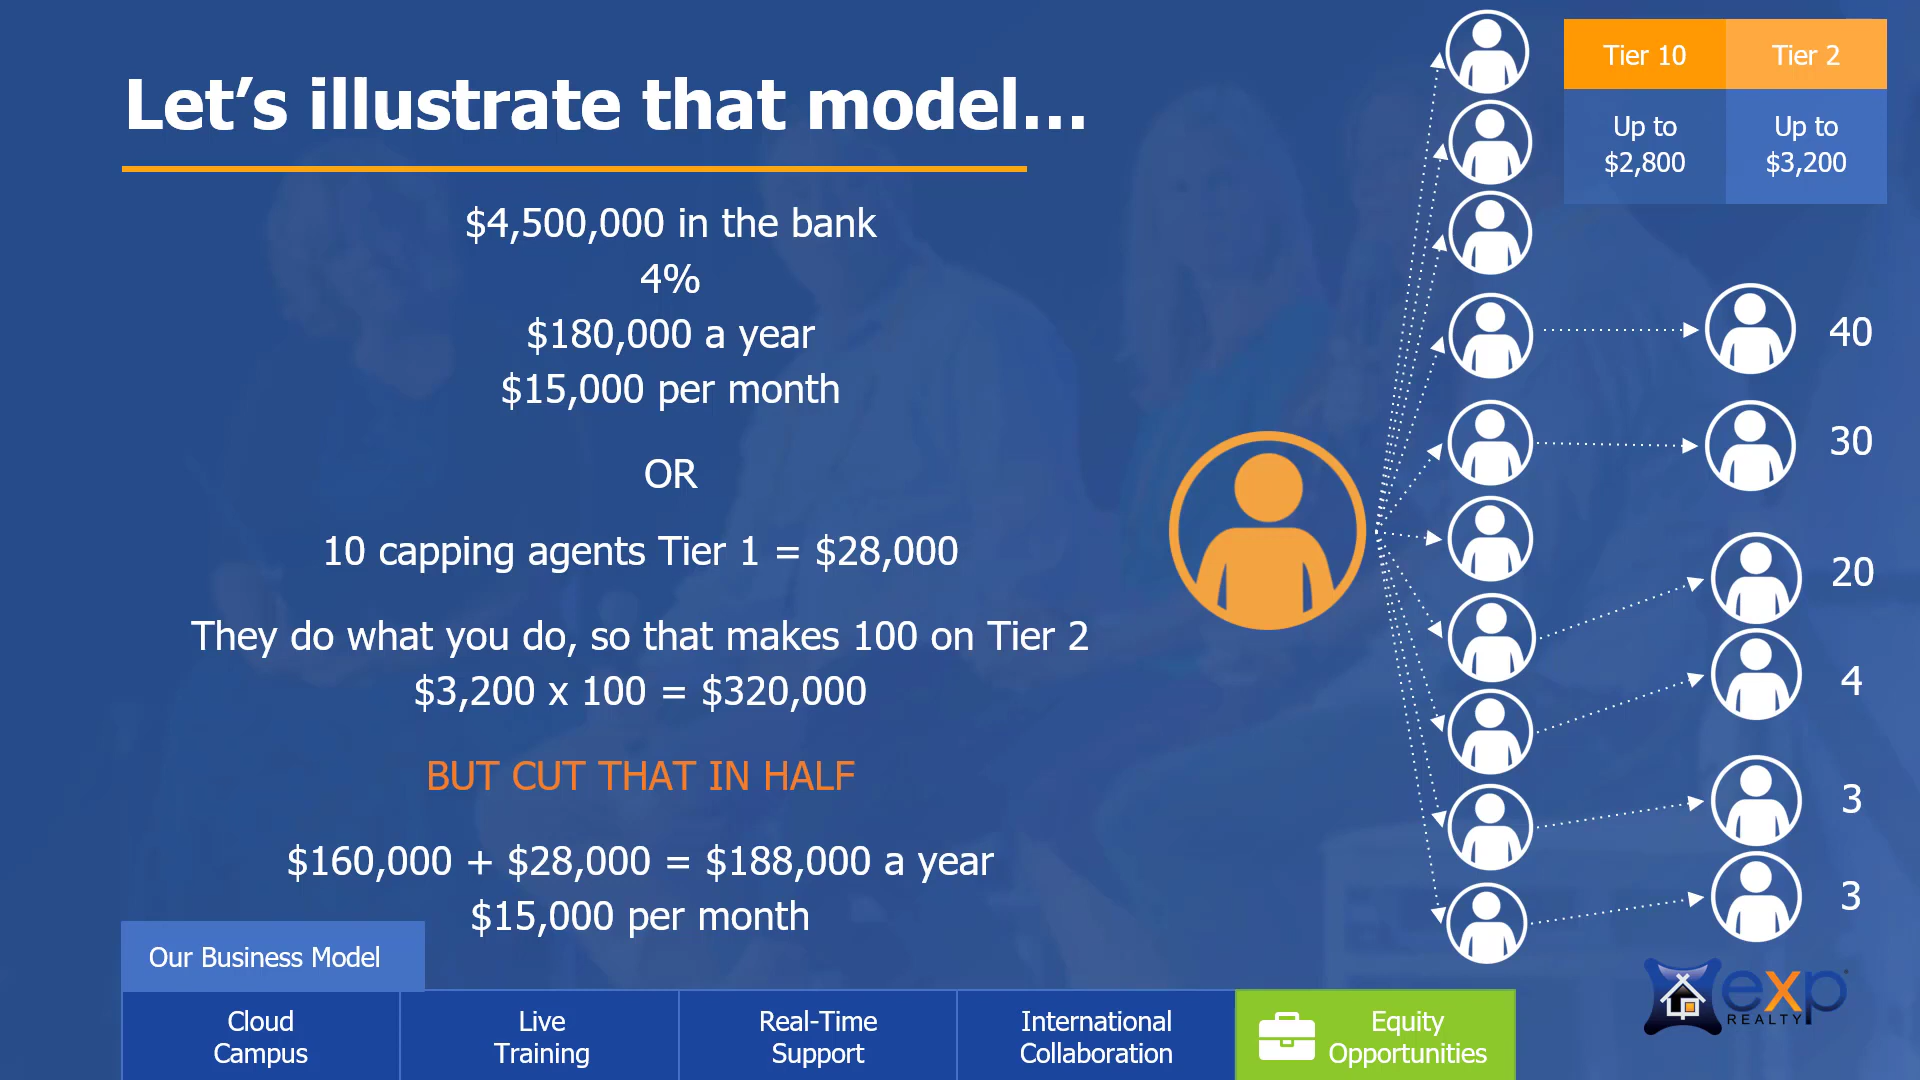 Let's illustrate that model...
$4,500,000 in the bank
4%
$180,000 a year
$15,000 per month
OR
10 capping agents Tier 1 = $28,000
They do what you do, so that makes 100 on Tier 2
$3,200 x 100 = $320,000
BUT CUT THAT IN HALF
$160,000 + $28,000 = $188,000 a year
$15,000 per month
Tier 10
Tier 2
Up to
$2,800
Up to
$3,200
40
30
20
4
3
3
Our Business Model
Cloud
Campus
Live
Training
Real-Time
Support
International
Collaboration
Equity
Opportunities
exp
REALTY